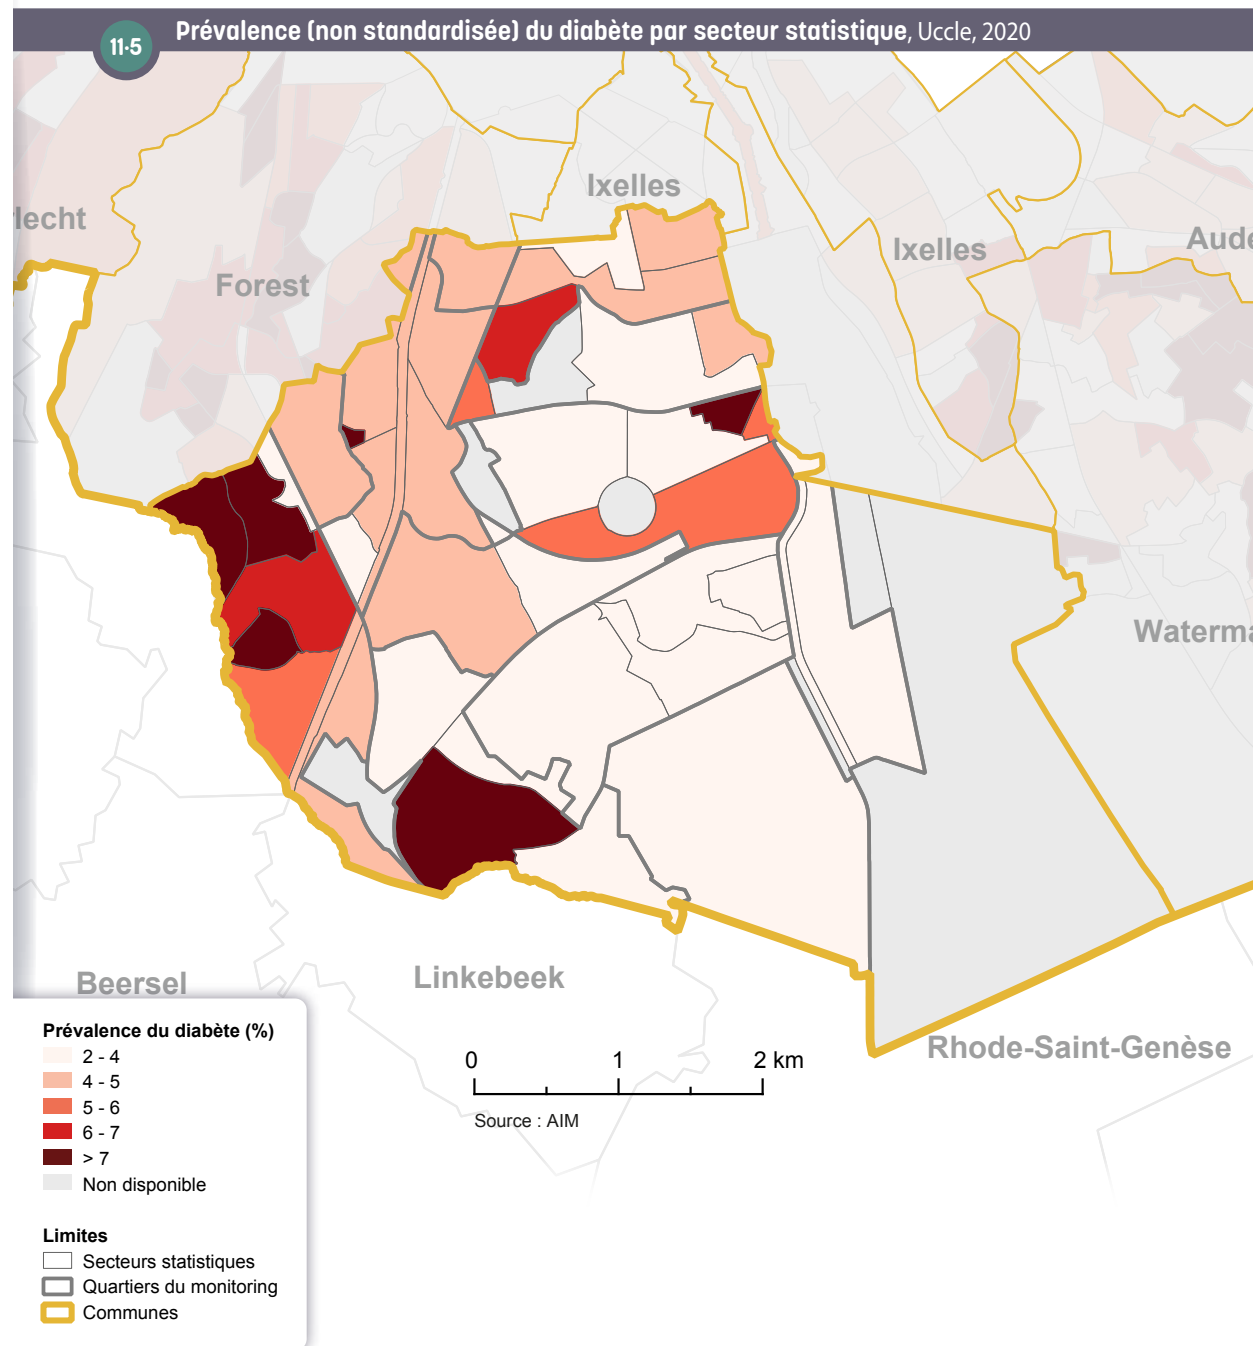 11·5
Prévalence (non standardisée) du diabète par secteur statistique, Uccle, 2020
Ixelles
lecht
Ixelles
Aude
Forest
Waterma
Beersel
Linkebeek
Rhode-Saint-Genèse
Prévalence du diabète (%)
2 - 4
4 - 5
5 - 6
6 - 7
> 7
Non disponible
Limites
Secteurs statistiques
Quartiers du monitoring
Communes
0 1 2 km
Source : AIM